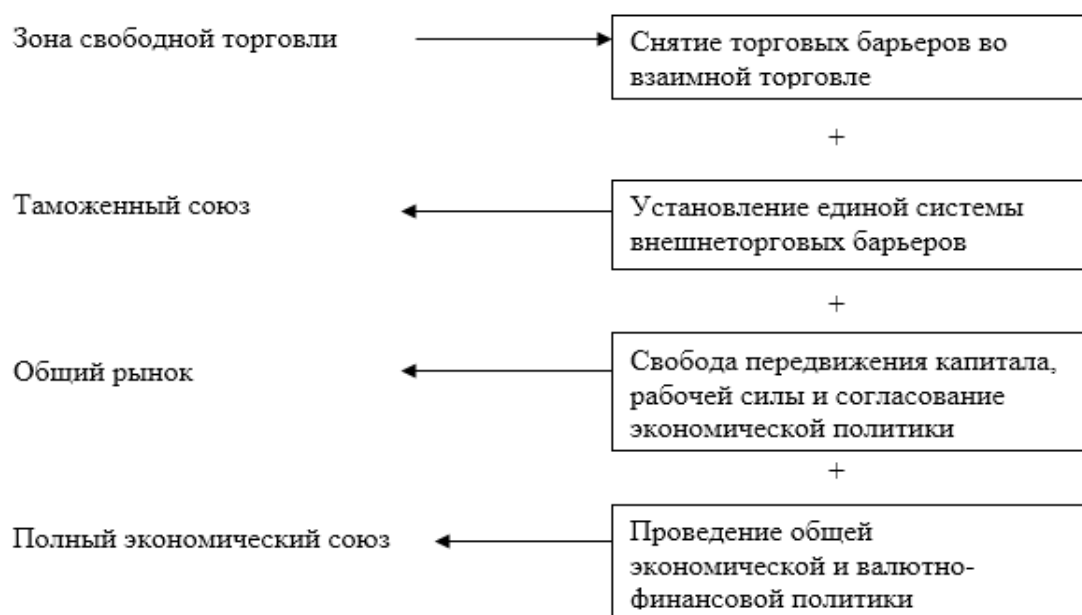 Зона свободной торговли
Снятие торговых барьеров во
взаимной торговле
+
Таможенный союз
Установление единой системы
внешнеторговых барьеров
+
Общий рынок
Свобода передвижения капитала,
рабочей силы и согласование
экономической политики
+
Полный экономический союз
Проведение общей
экономической и валютно-
финансовой политики